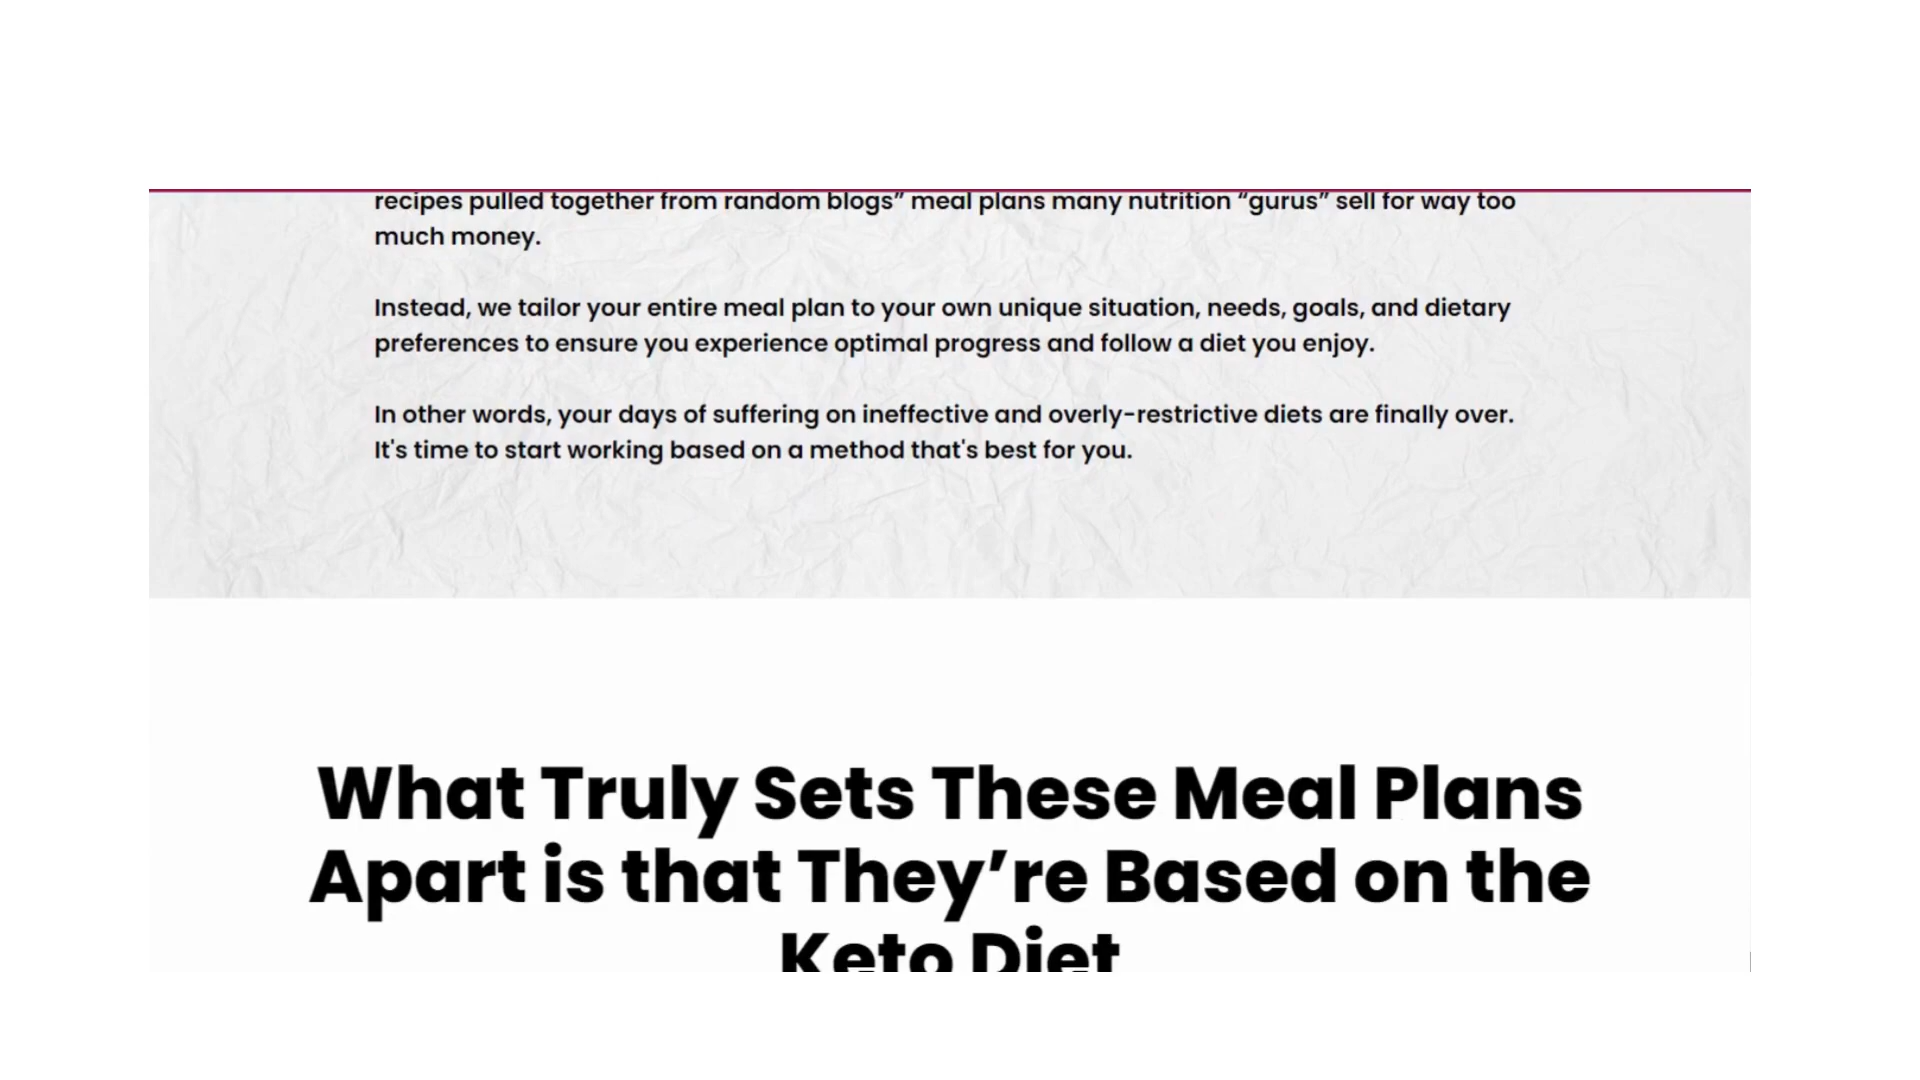 recipes pulled together from random blogs” meal plans many nutrition “gurus” sell for way too
much money.
Instead, we tailor your entire meal plan to your own unique situation, needs, goals, and dietary
preferences to ensure you experience optimal progress and follow a diet you enjoy.
In other words, your days of suffering on ineffective and overly-restrictive diets are finally over.
It's time to start working based on a method that's best for you.
What Truly Sets These Meal Plans
Apart is that They’re Based on the
Keto Diet